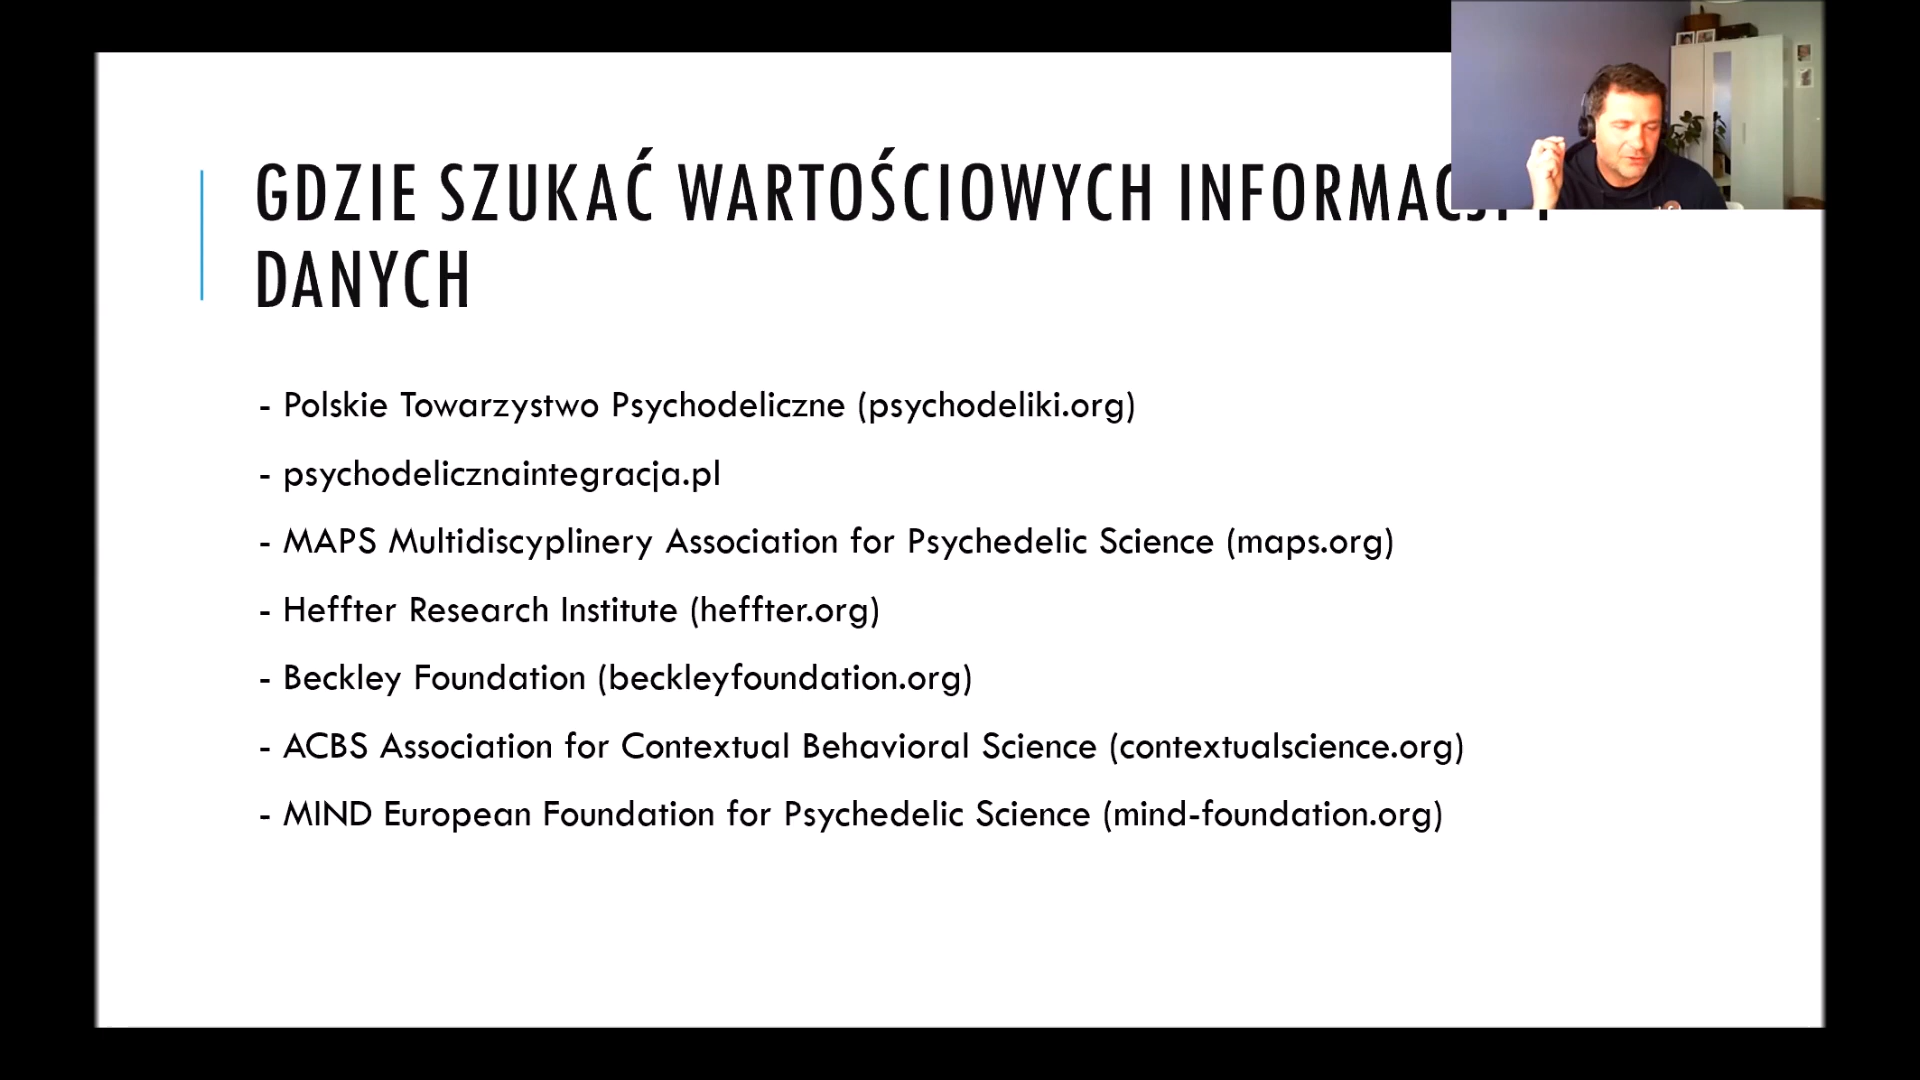 GDZIE SZUKAĆ WARTOŚCIOWYCH
DANYCH
- Polskie Towarzystwo Psychodeliczne (psychodeliki.org)
- psychodelicznaintegracja.pl
- MAPS Multidiscyplinery Association for Psychedelic Science (maps.org)
- Heffter Research Institute (heffter.org)
- Beckley Foundation (beckleyfoundation.org)
- ACBS Association for Contextual Behavioral Science (contextualscience.org)
- MIND European Foundation for Psychedelic Science (mind-foundation.org)